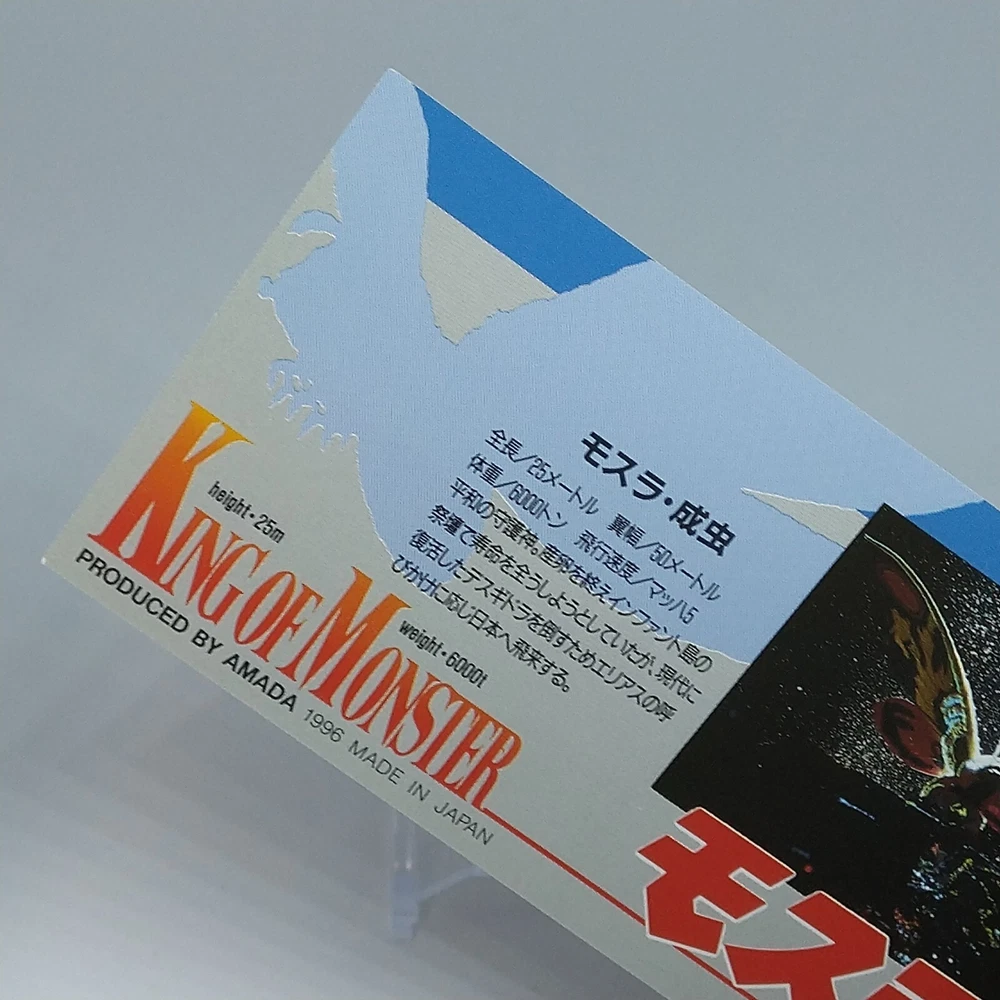 モスラ・成虫
全長／25メートル　翼幅／50メートル
体重／6000トン　飛行速度／マッハ5
平和の守護神。産卵を終えインファント島の
祭壇で寿命を全うしようとしていたが、現代に
復活したデスギドラを倒すためエリアスの呼
びかけに応じ日本へ飛来する。
height・25m
weight・6000t
KING OF MONSTER
PRODUCED BY AMADA 1996 MADE IN JAPAN
モスラ